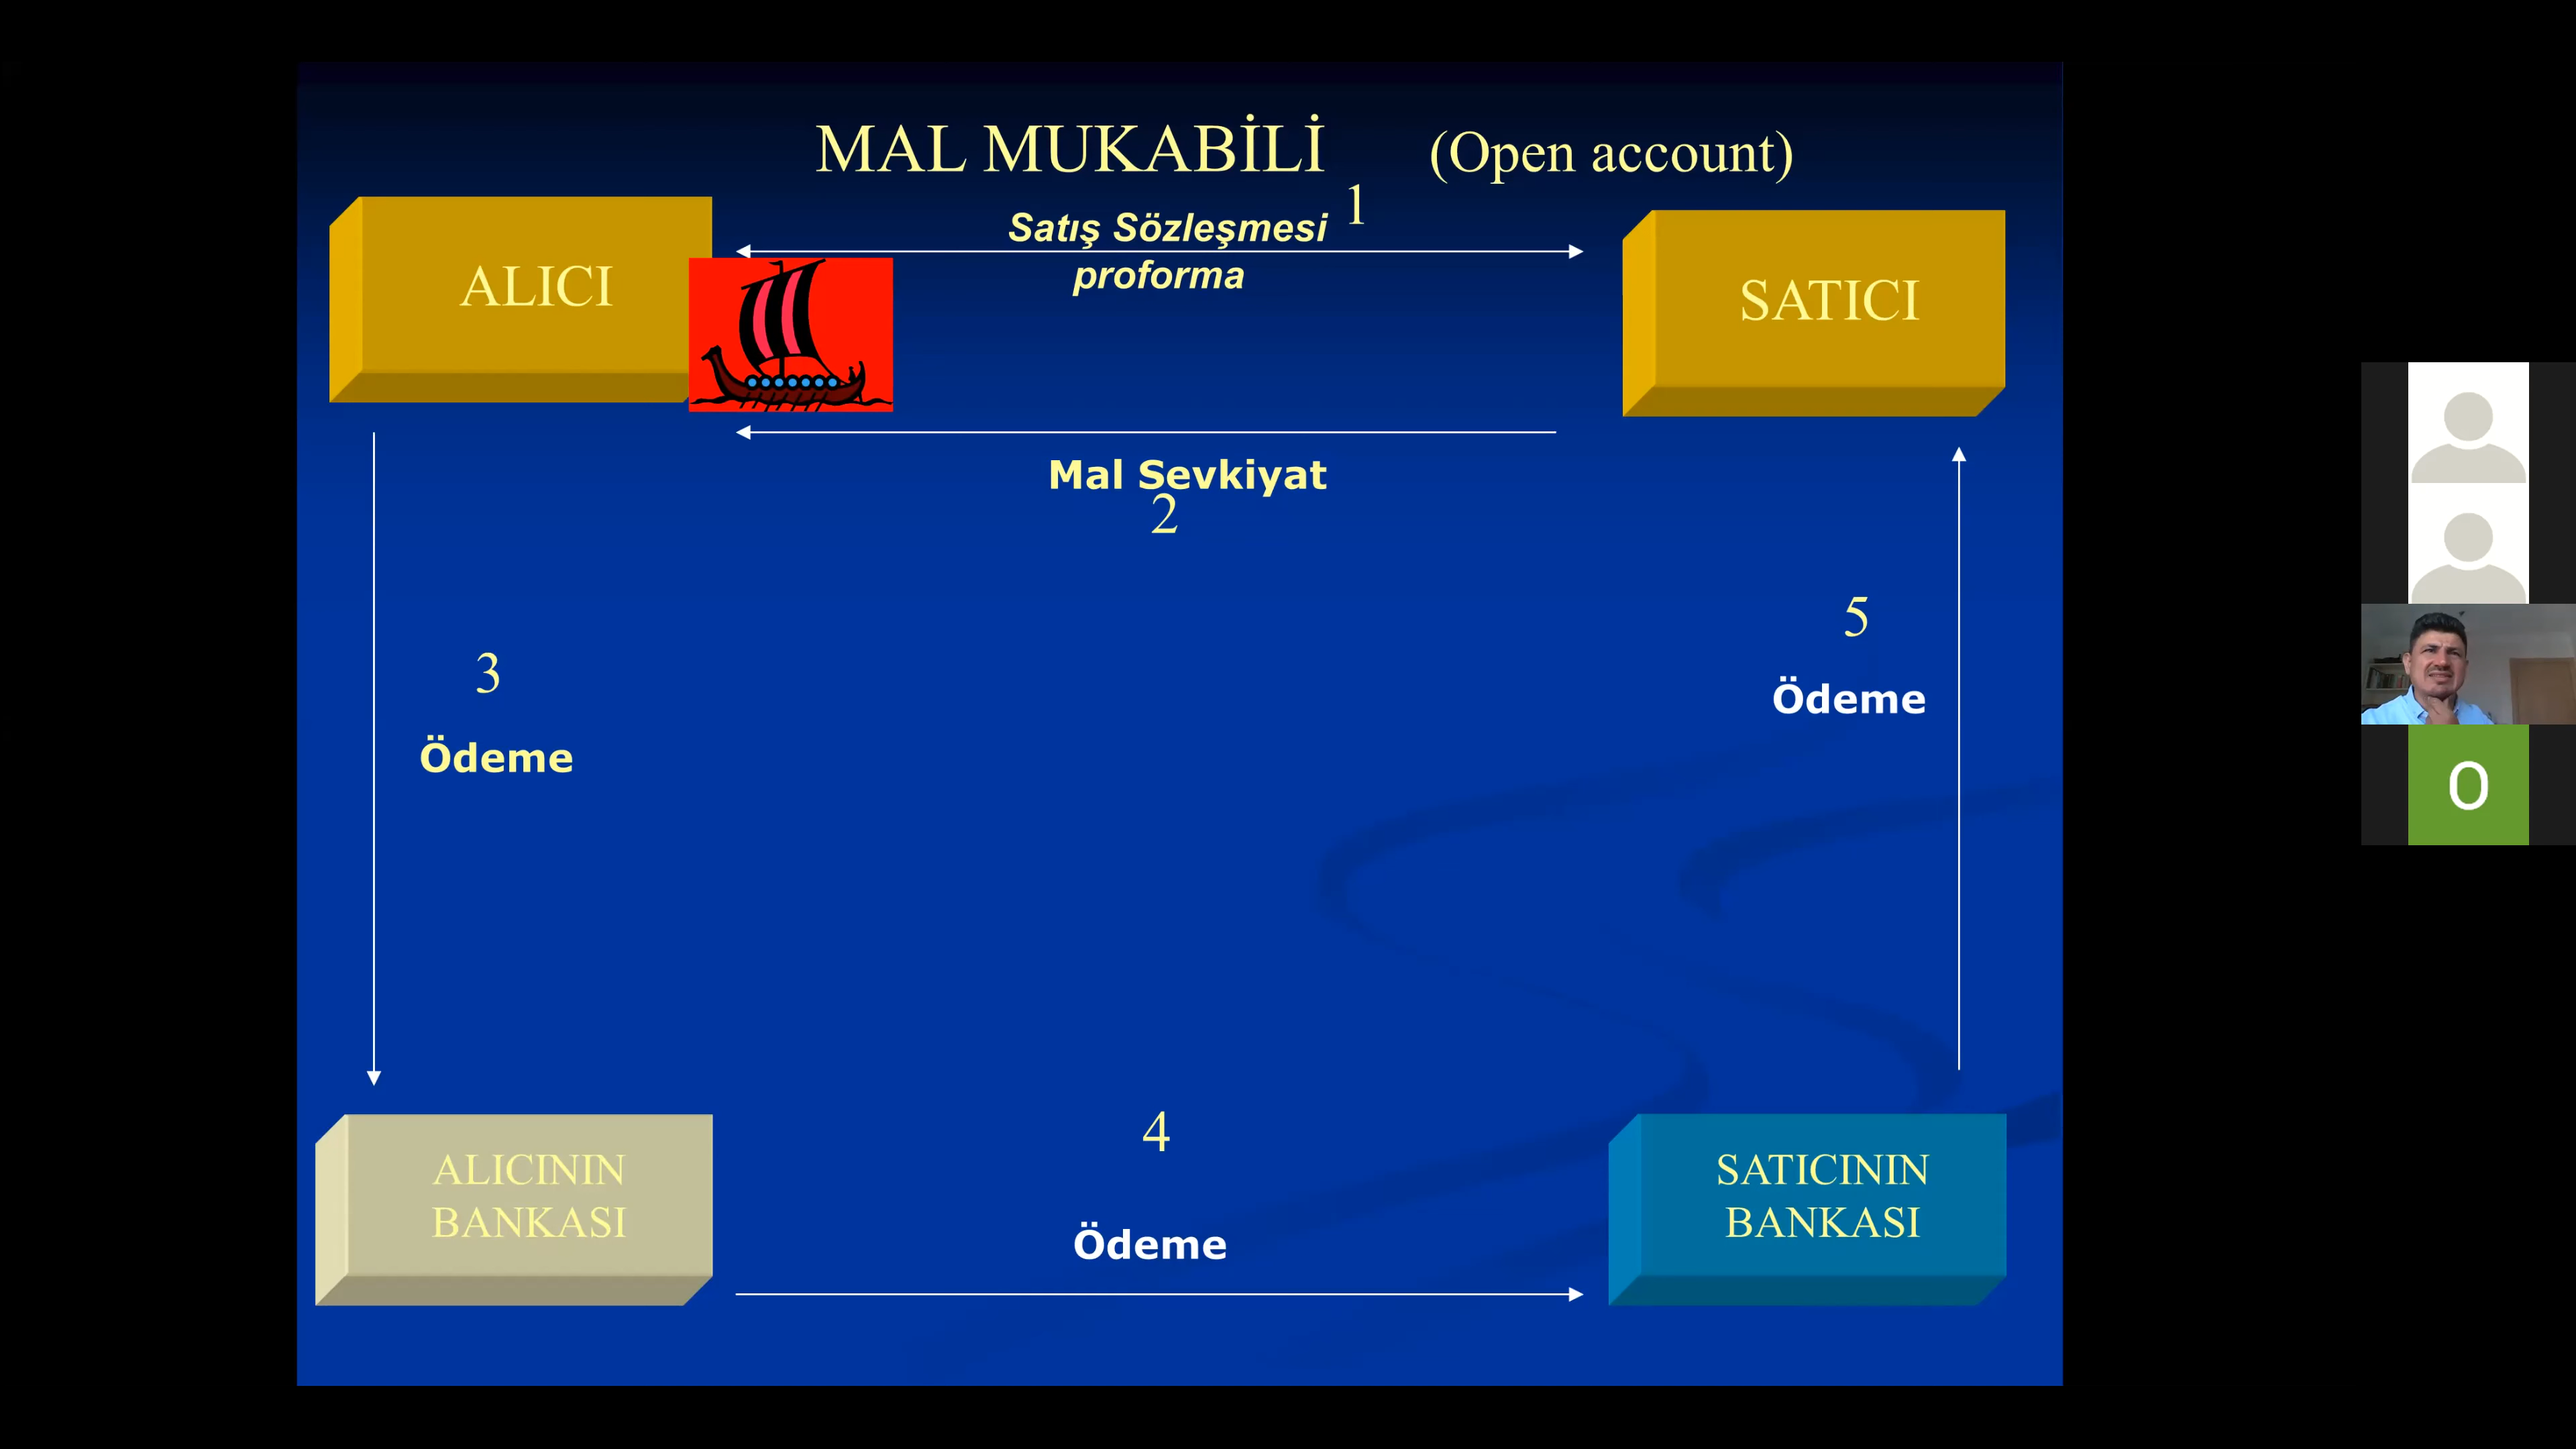 MAL MUKABİLİ (Open account)
1
Satış Sözleşmesi
proforma
ALICI
SATICI
Mal Sevkiyat
2
3
Ödeme
5
Ödeme
4
Ödeme
ALICININ
BANKASI
SATICININ
BANKASI
O